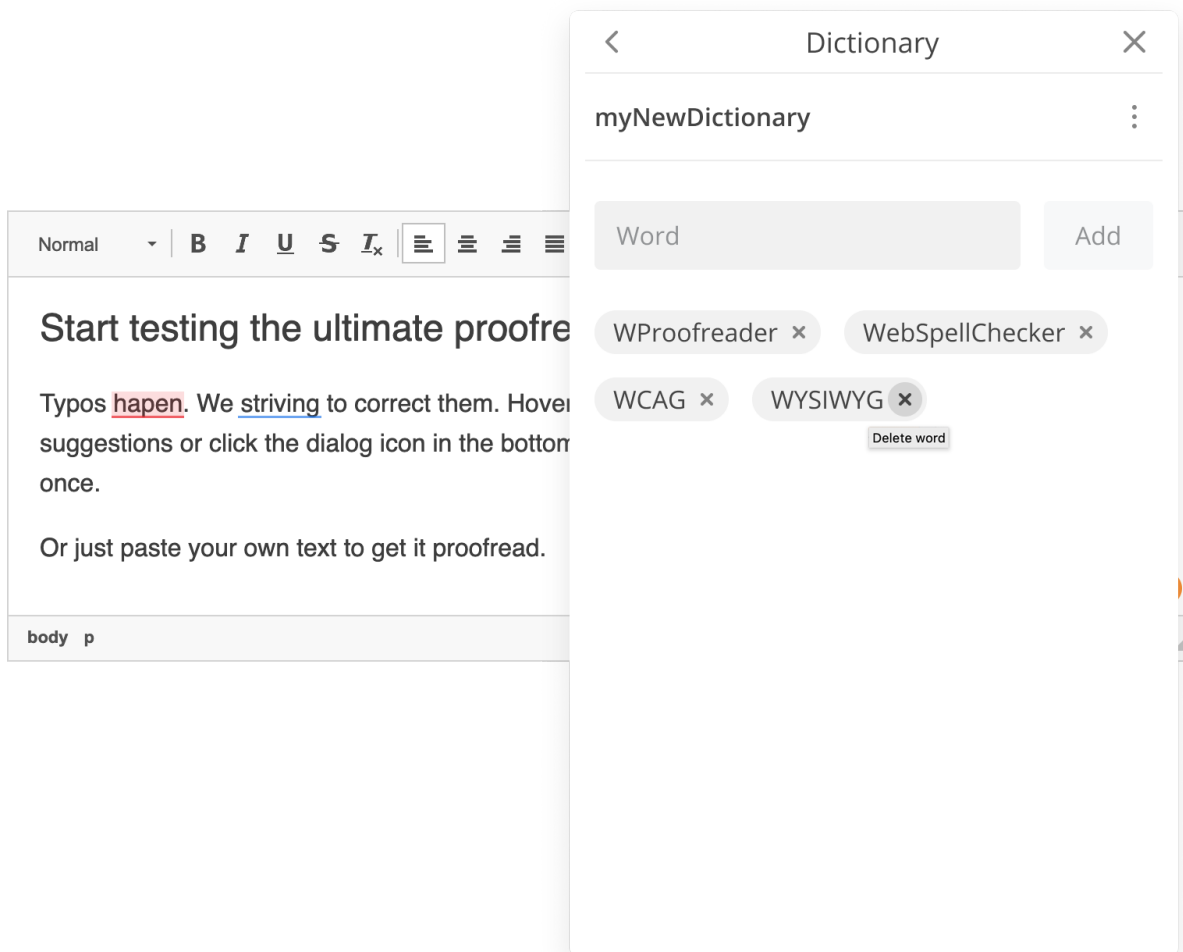 Dictionary
myNewDictionary
Word
Add
WProofreader
WebSpellChecker
WCAG
WYSIWYG
Delete word
Normal
B I U S Tx
Start testing the ultimate proofre
Typos hapen. We striving to correct them. Hover
suggestions or click the dialog icon in the bottom
once.
Or just paste your own text to get it proofread.
body p